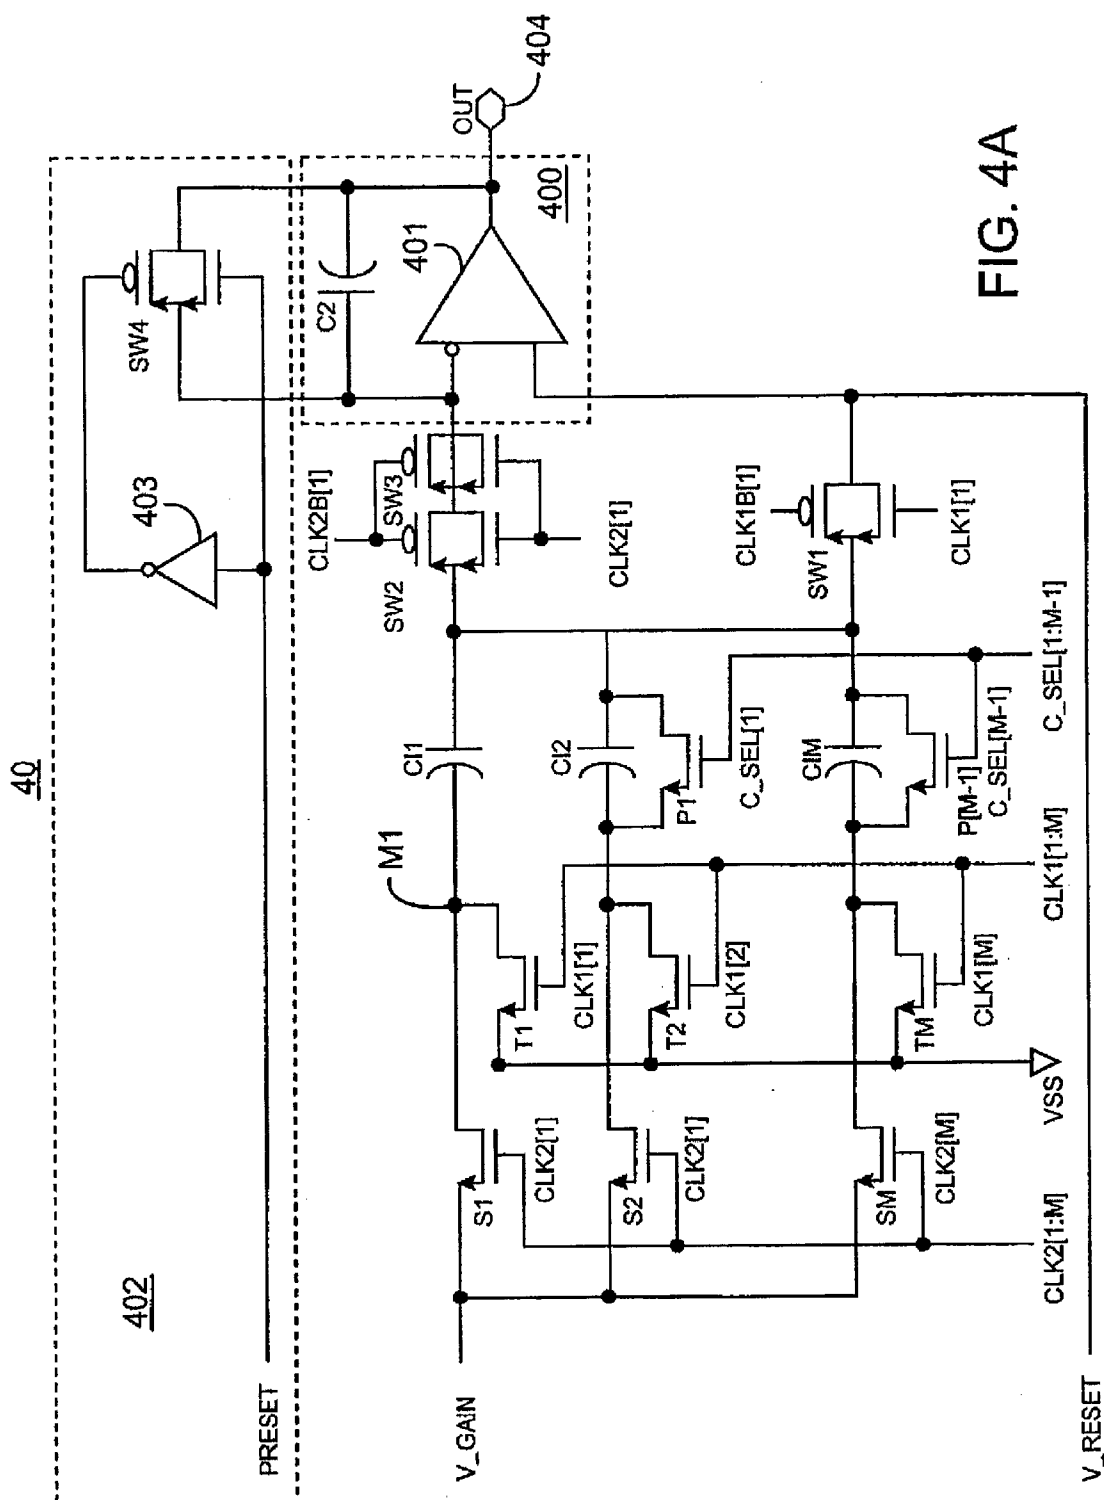 40
402
PRESET
403
SW4
C2
401
400
OUT
404
CLK2B[1]
SW3
SW2
CLK2[1]
V_GAIN
M1
CI1
S1
CLK2[1]
T1
CLK1[1]
CI2
P1
C_SEL[1]
S2
CLK2[1]
T2
CLK1[2]
CLK1B[1]
SW1
CLK1[1]
CIM
P[M-1]
C_SEL[M-1]
SM
CLK2[M]
TM
CLK1[M]
CLK2[1:M]
VSS
CLK1[1:M]
C_SEL[1:M-1]
V_RESET
FIG. 4A